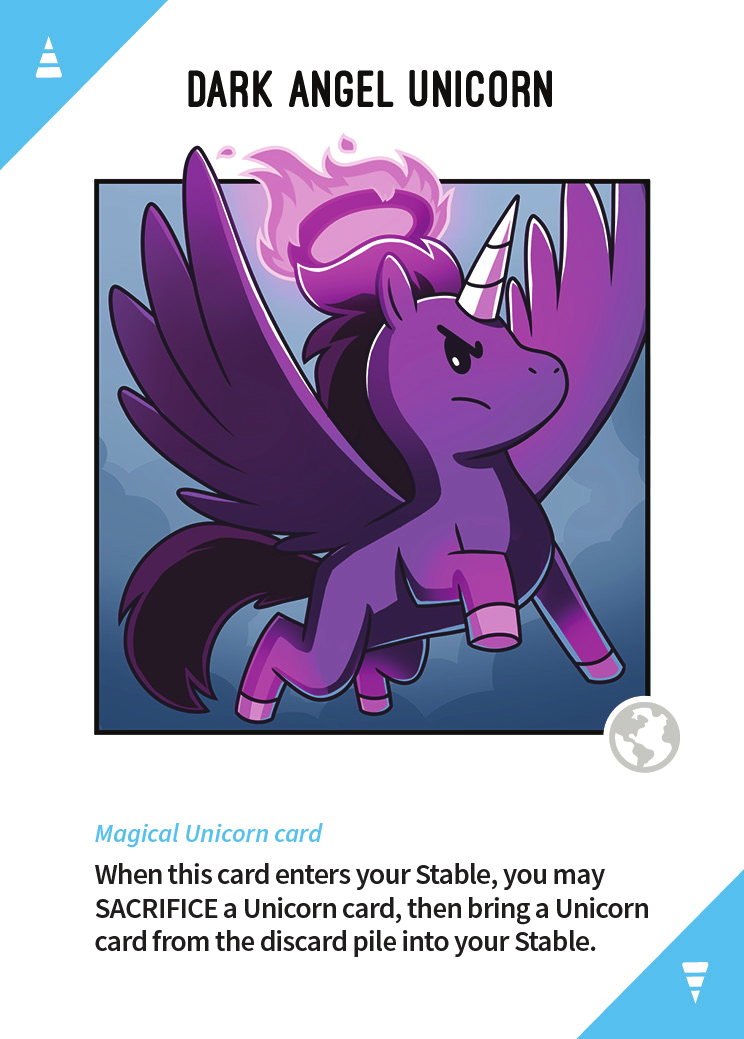 DARK ANGEL UNICORN
Magical Unicorn card
When this card enters your Stable, you may
SACRIFICE a Unicorn card, then bring a Unicorn
card from the discard pile into your Stable.